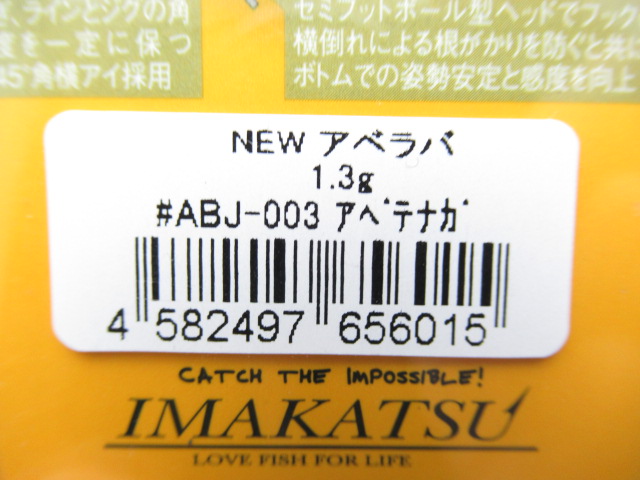 、ラインとジグの角
度を一定に保つ
45°角横アイ採用
セミフットボール型ヘッドでフック
横倒れによる根がかりを防ぐと共に
ボトムでの姿勢安定と感度を向上
NEW アベラバ
1.3g
#ABJ-003 ｱﾍﾞﾃﾅｶﾞ
4 582497 656015
CATCH THE IMPOSSIBLE!
IMAKATSU
LOVE FISH FOR LIFE